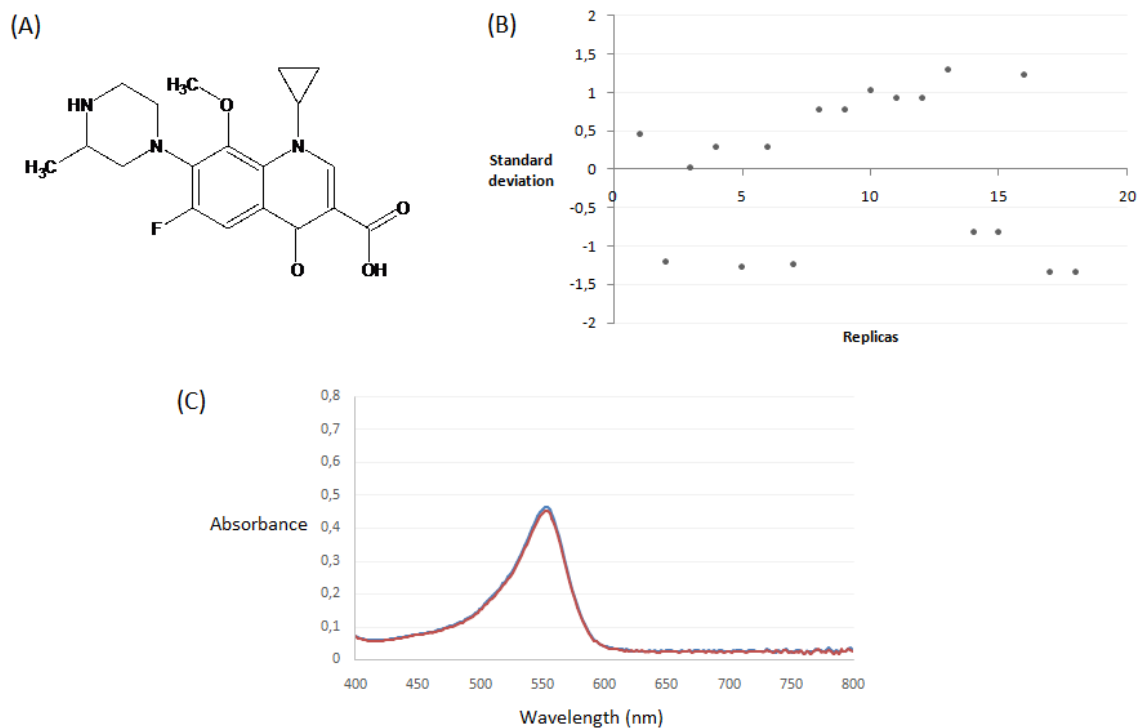 (A)
H₃C
O
HN
N
N
H₃C
F
O
O
OH
(B)
2
1,5
1
0,5
0
-0,5
-1
-1,5
-2
0 5 10 15 20
Standard
deviation
Replicas
(C)
0,8
0,7
0,6
0,5
0,4
0,3
0,2
0,1
0
Absorbance
400 450 500 550 600 650 700 750 800
Wavelength (nm)